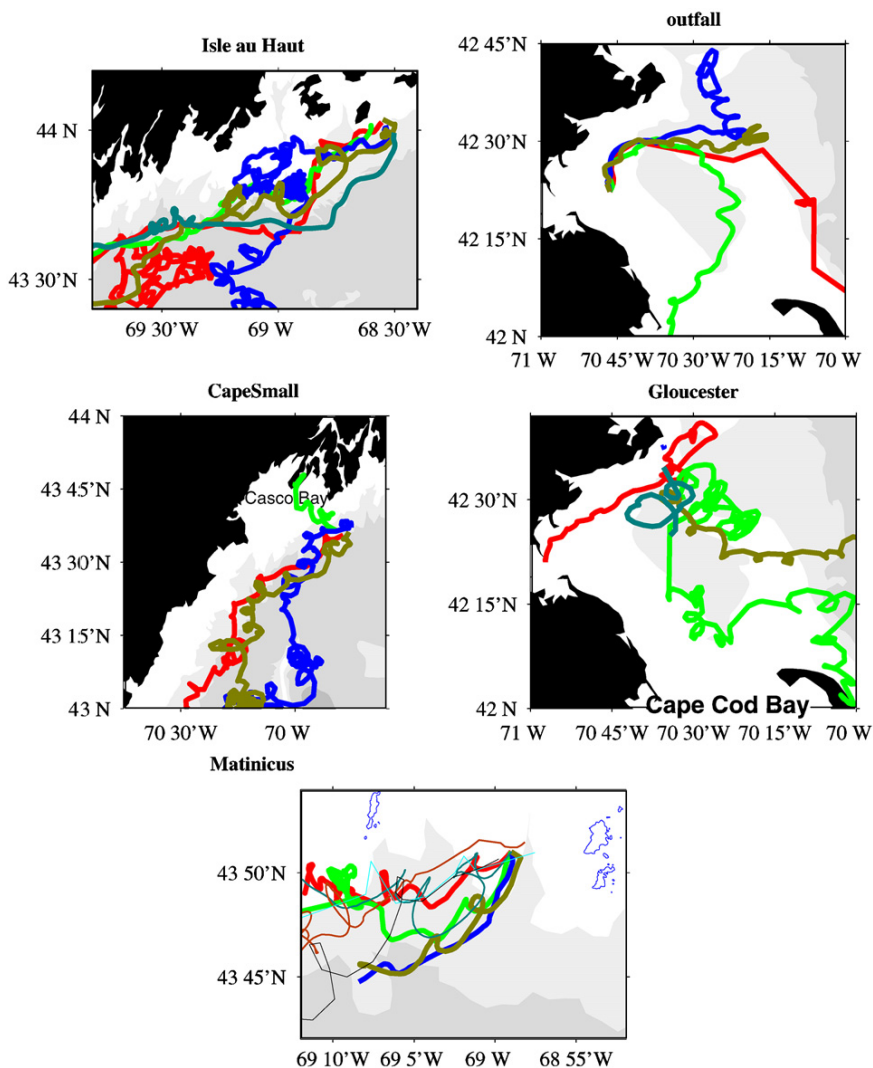 Isle au Haut
44 N
43 30'N
69 30'W 69 W 68 30'W
outfall
42 45'N
42 30'N
42 15'N
42 N
71 W 70 45'W 70 30'W 70 15'W 70 W
CapeSmall
44 N
43 45'N
Casco Bay
43 30'N
43 15'N
43 N
70 30'W 70 W
Gloucester
42 30'N
42 15'N
42 N
Cape Cod Bay
71 W 70 45'W 70 30'W 70 15'W 70 W
Matinicus
43 50'N
43 45'N
69 10'W 69 5'W 69 W 68 55'W